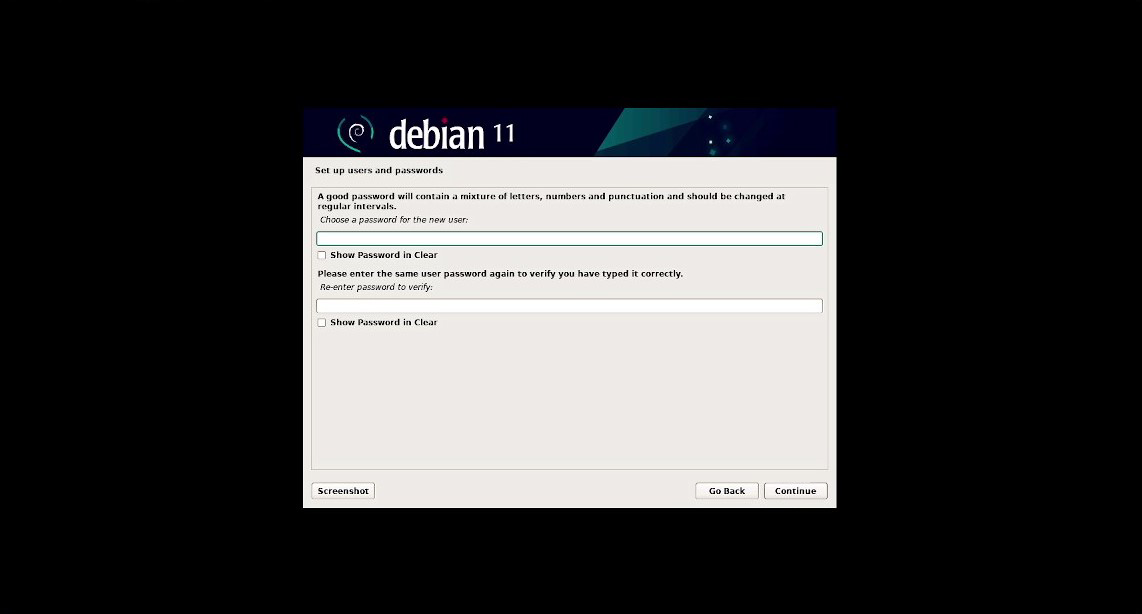 debian 11
Set up users and passwords
A good password will contain a mixture of letters, numbers and punctuation and should be changed at
regular intervals.
Choose a password for the new user:
Show Password in Clear
Please enter the same user password again to verify you have typed it correctly.
Re-enter password to verify:
Show Password in Clear
Screenshot
Go Back
Continue